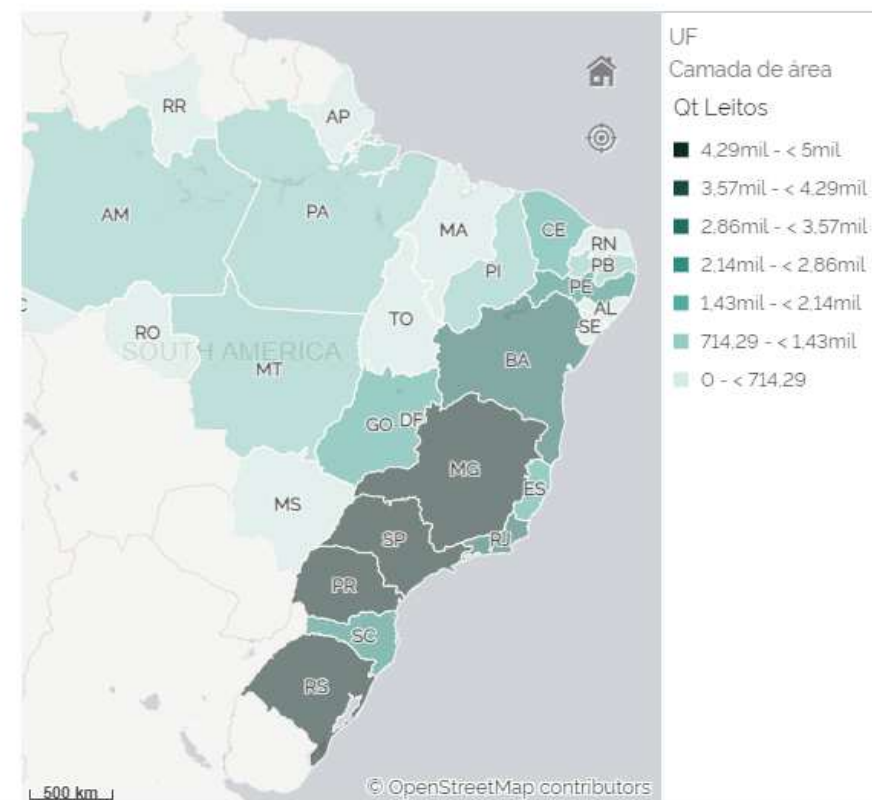 UF
Camada de área
Qt Leitos
4,29mil - < 5mil
3,57mil - < 4,29mil
2,86mil - < 3,57mil
2,14mil - < 2,86mil
1,43mil - < 2,14mil
714,29 - < 1,43mil
0 - < 714,29
RR
AP
AM
PA
MA
CE
RN
PB
PI
PE
AL
SE
C
RO
TO
SOUTH AMERICA
MT
BA
GO
DF
MG
ES
MS
SP
RJ
PR
SC
RS
500 km
© OpenStreetMap contributors